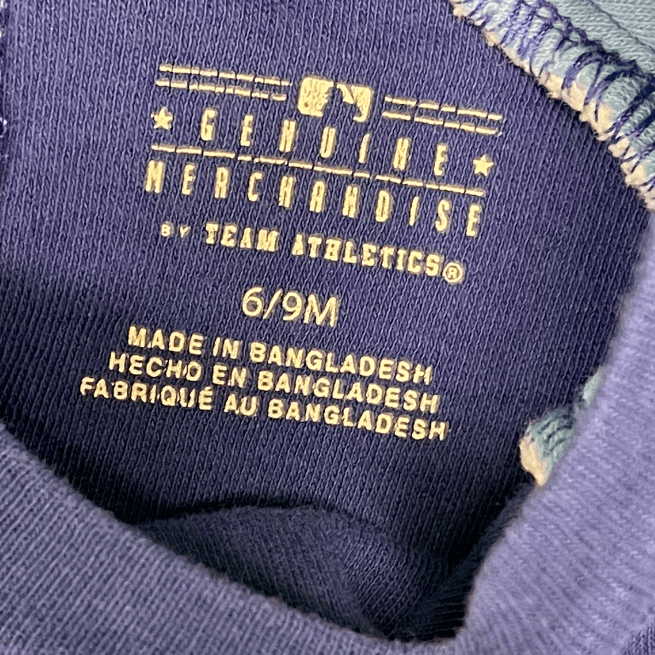 GENUINE
MERCHANDISE
BY TEAM ATHLETICS®
6/9M
MADE IN BANGLADESH
HECHO EN BANGLADESH
FABRIQUÉ AU BANGLADESH